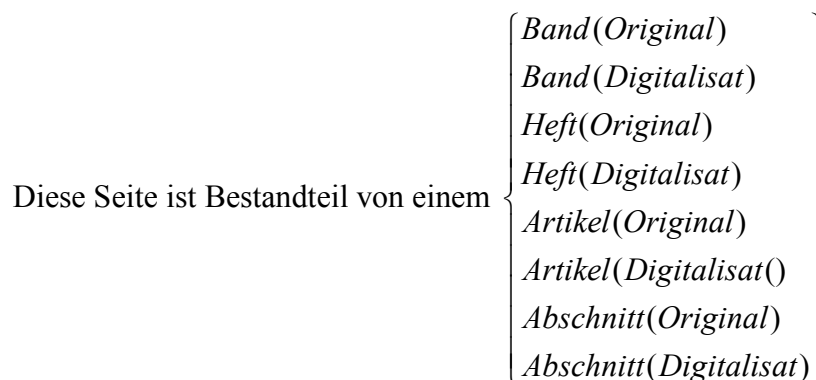 Band(Original)
Band(Digitalisat)
Heft(Original)
Heft(Digitalisat)
Diese Seite ist Bestandteil von einem
Artikel(Original)
Artikel(Digitalisat()
Abschnitt(Original)
Abschnitt(Digitalisat)